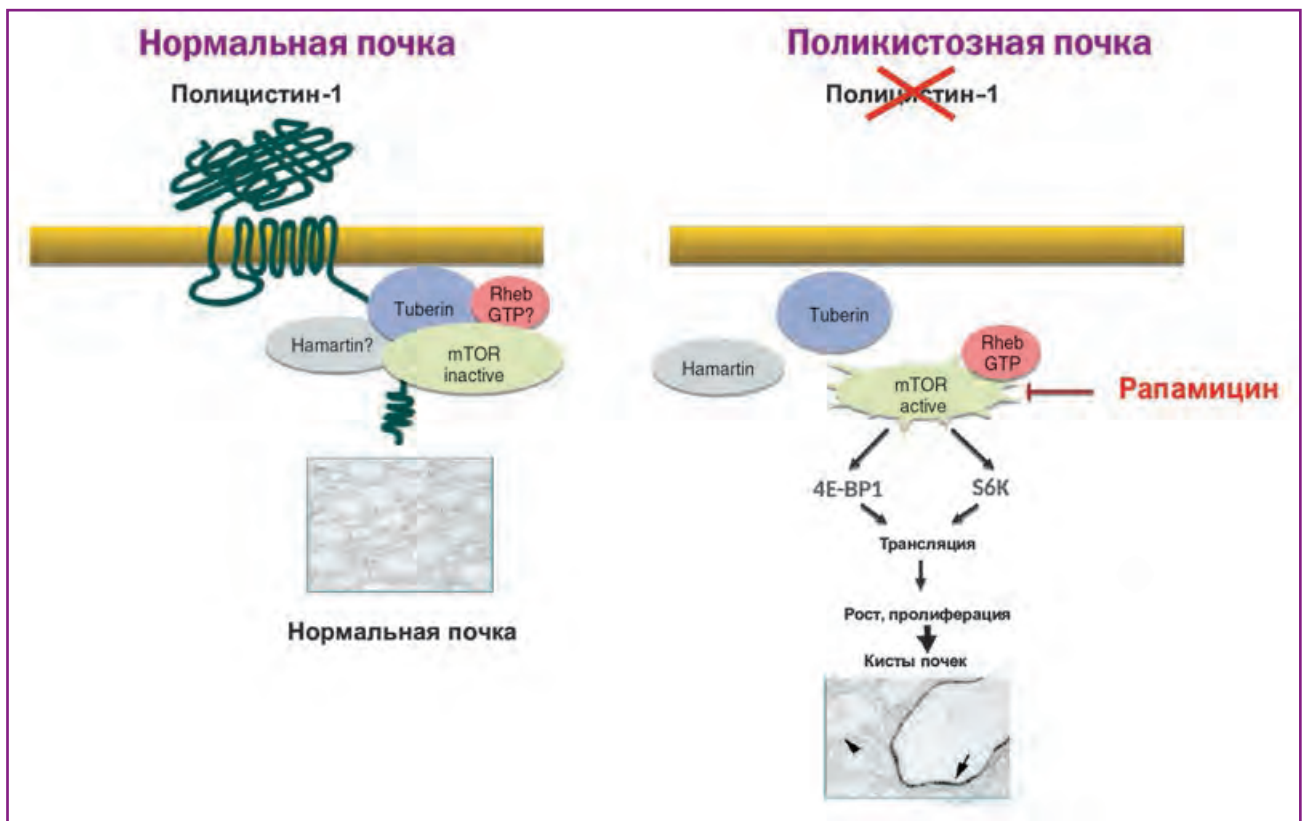 Нормальная почка
Полицистин-1
Tuberin
Rheb
GTP?
Hamartin?
mTOR
inactive
Нормальная почка
Поликистозная почка
Полицистин-1
Tuberin
Hamartin
Rheb
GTP
mTOR
active
Рапамицин
4E-BP1
S6K
Трансляция
Рост, пролиферация
Кисты почек